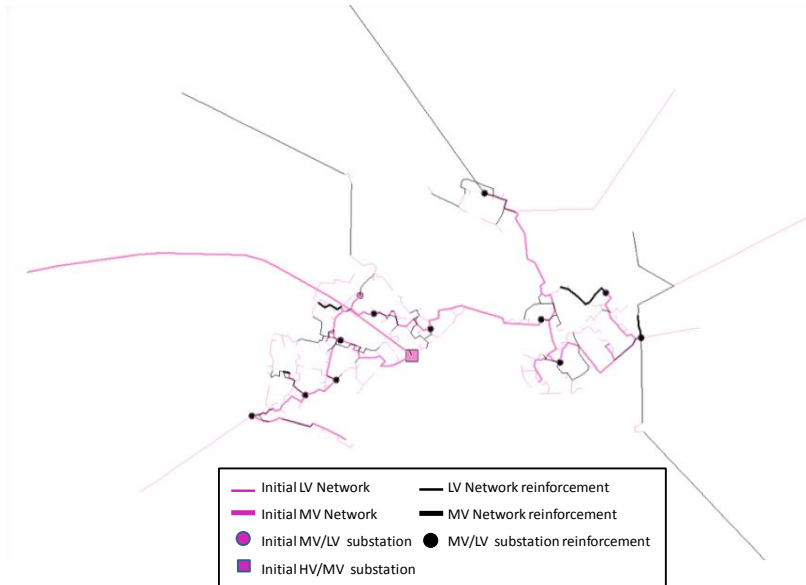 Initial LV Network
LV Network reinforcement
Initial MV Network
MV Network reinforcement
Initial MV/LV substation
MV/LV substation reinforcement
Initial HV/MV substation